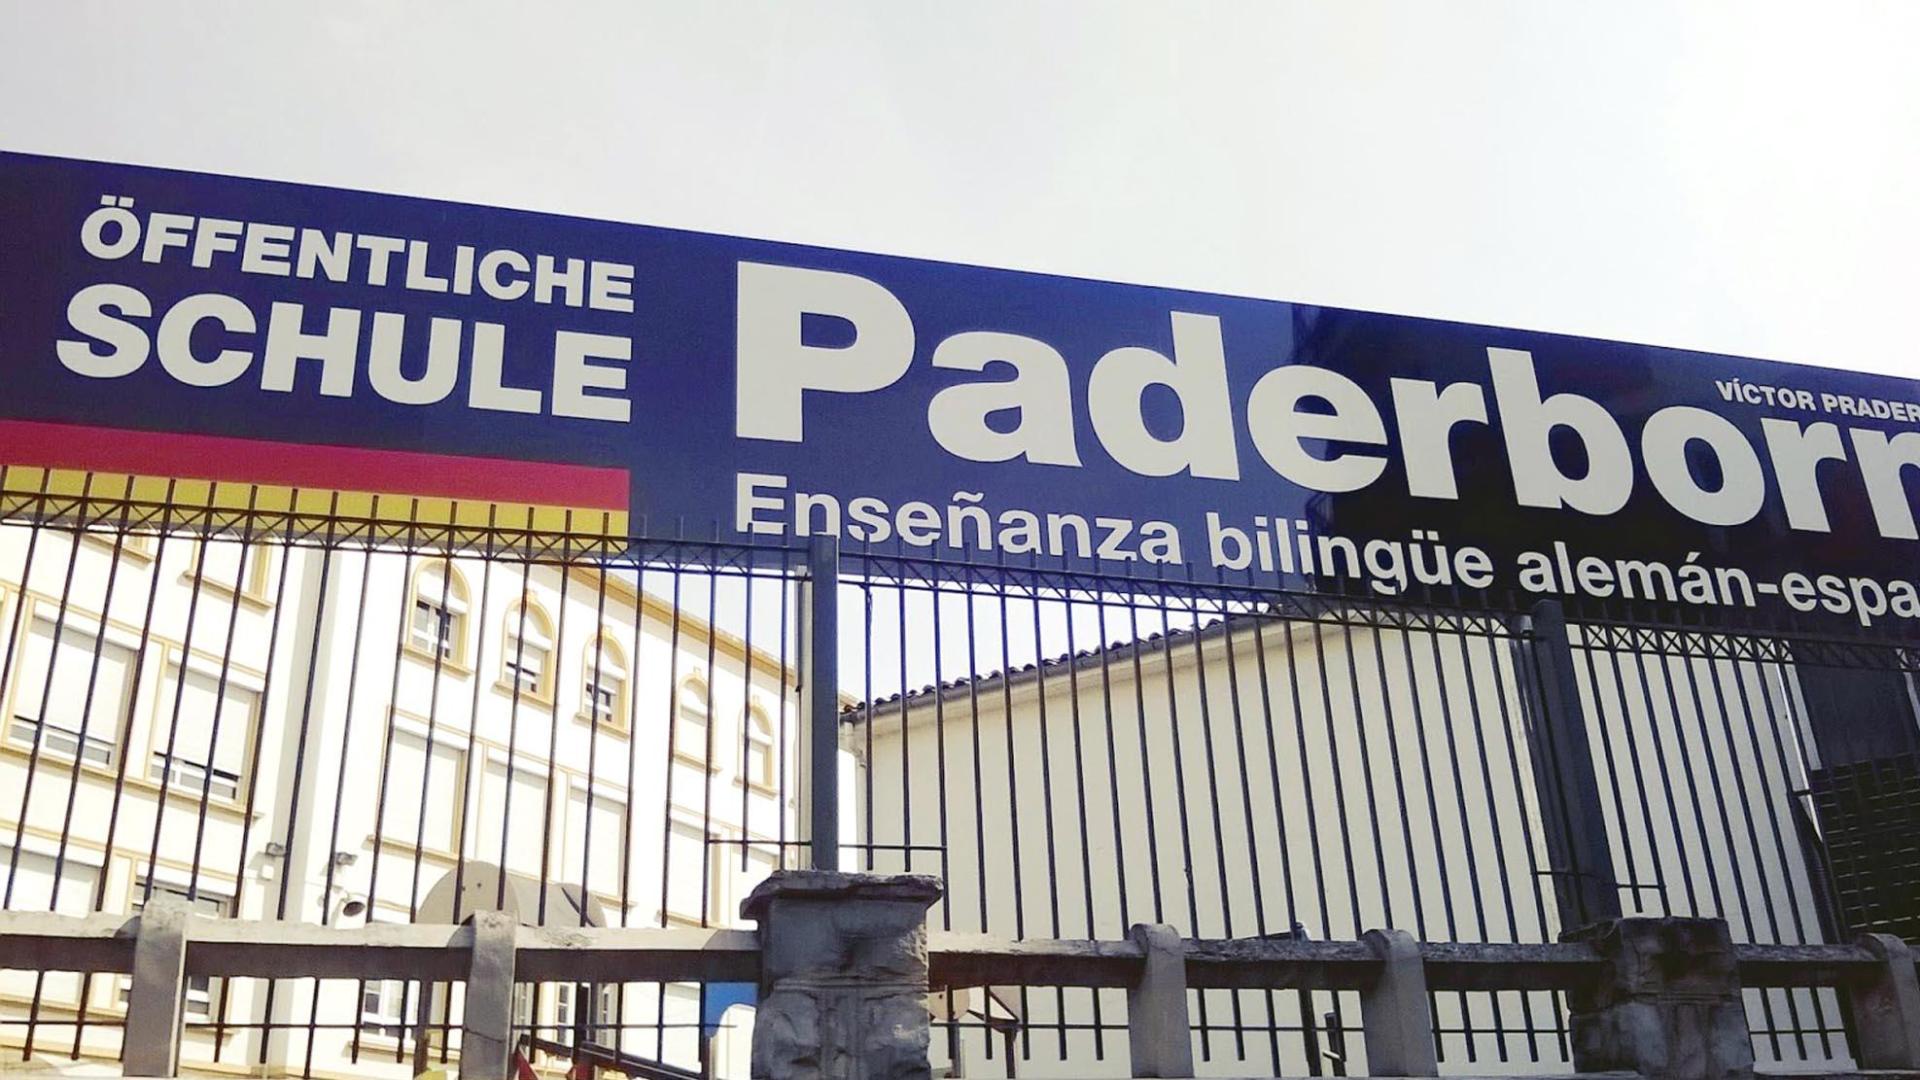 ÖFFENTLICHE
SCHULE
Paderborn
VÍCTOR PRADER
Enseñanza bilingüe alemán-espa